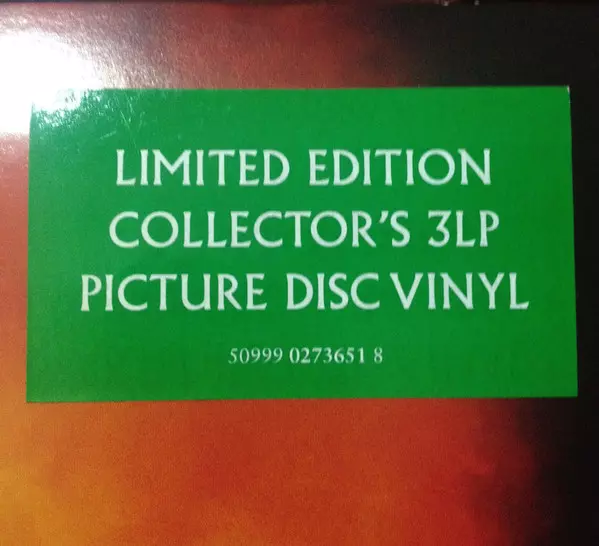 LIMITED EDITION
COLLECTOR'S 3LP
PICTURE DISC VINYL
50999 0273651 8